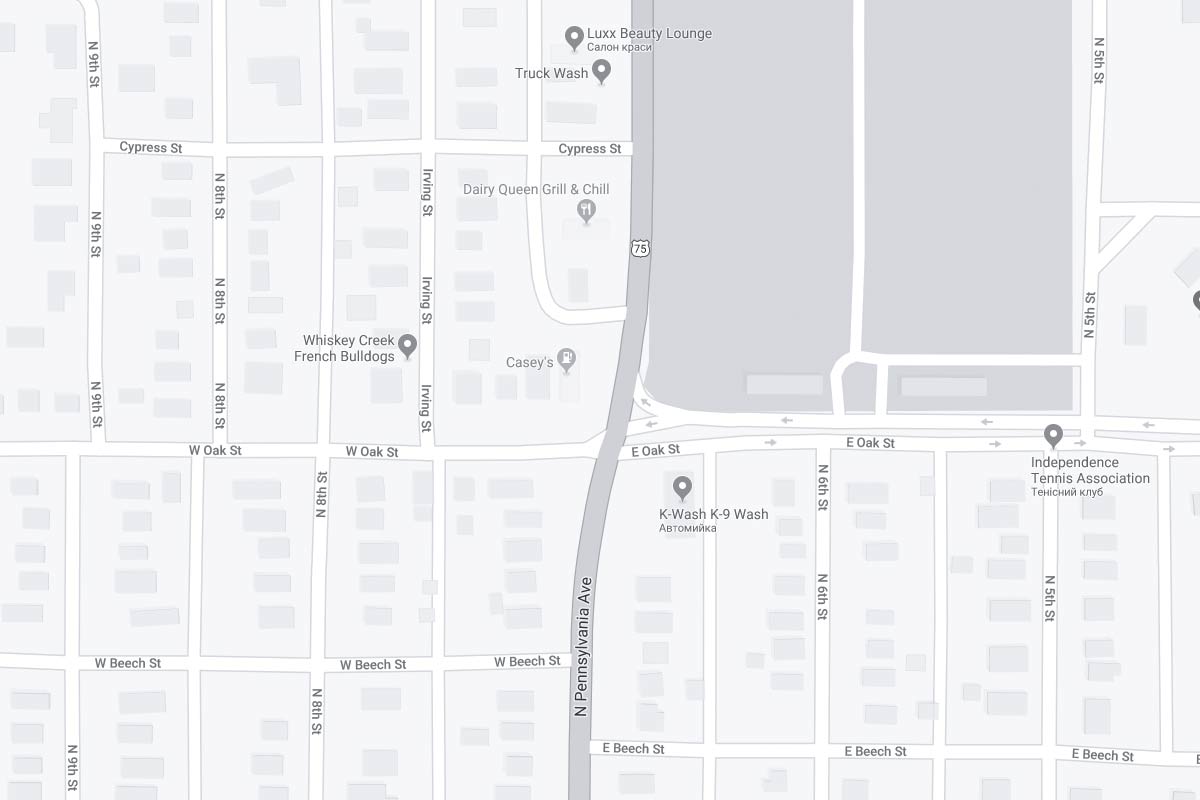 Luxx Beauty Lounge
Салон краси
Truck Wash
N 9th St
N 5th St
Cypress St
Cypress St
Irving St
N 8th St
Dairy Queen Grill & Chill
N 9th St
75
N 8th St
Irving St
N 5th St
Whiskey Creek
French Bulldogs
Casey's
N 9th St
N 8th St
Irving St
W Oak St
W Oak St
E Oak St
E Oak St
Independence
Tennis Association
Тенісний клуб
N 8th St
N 6th St
K-Wash K-9 Wash
Автомийка
N 6th St
N 5th St
N Pennsylvania Ave
W Beech St
W Beech St
W Beech St
N 8th St
N 9th St
E Beech St
E Beech St
E Beech St